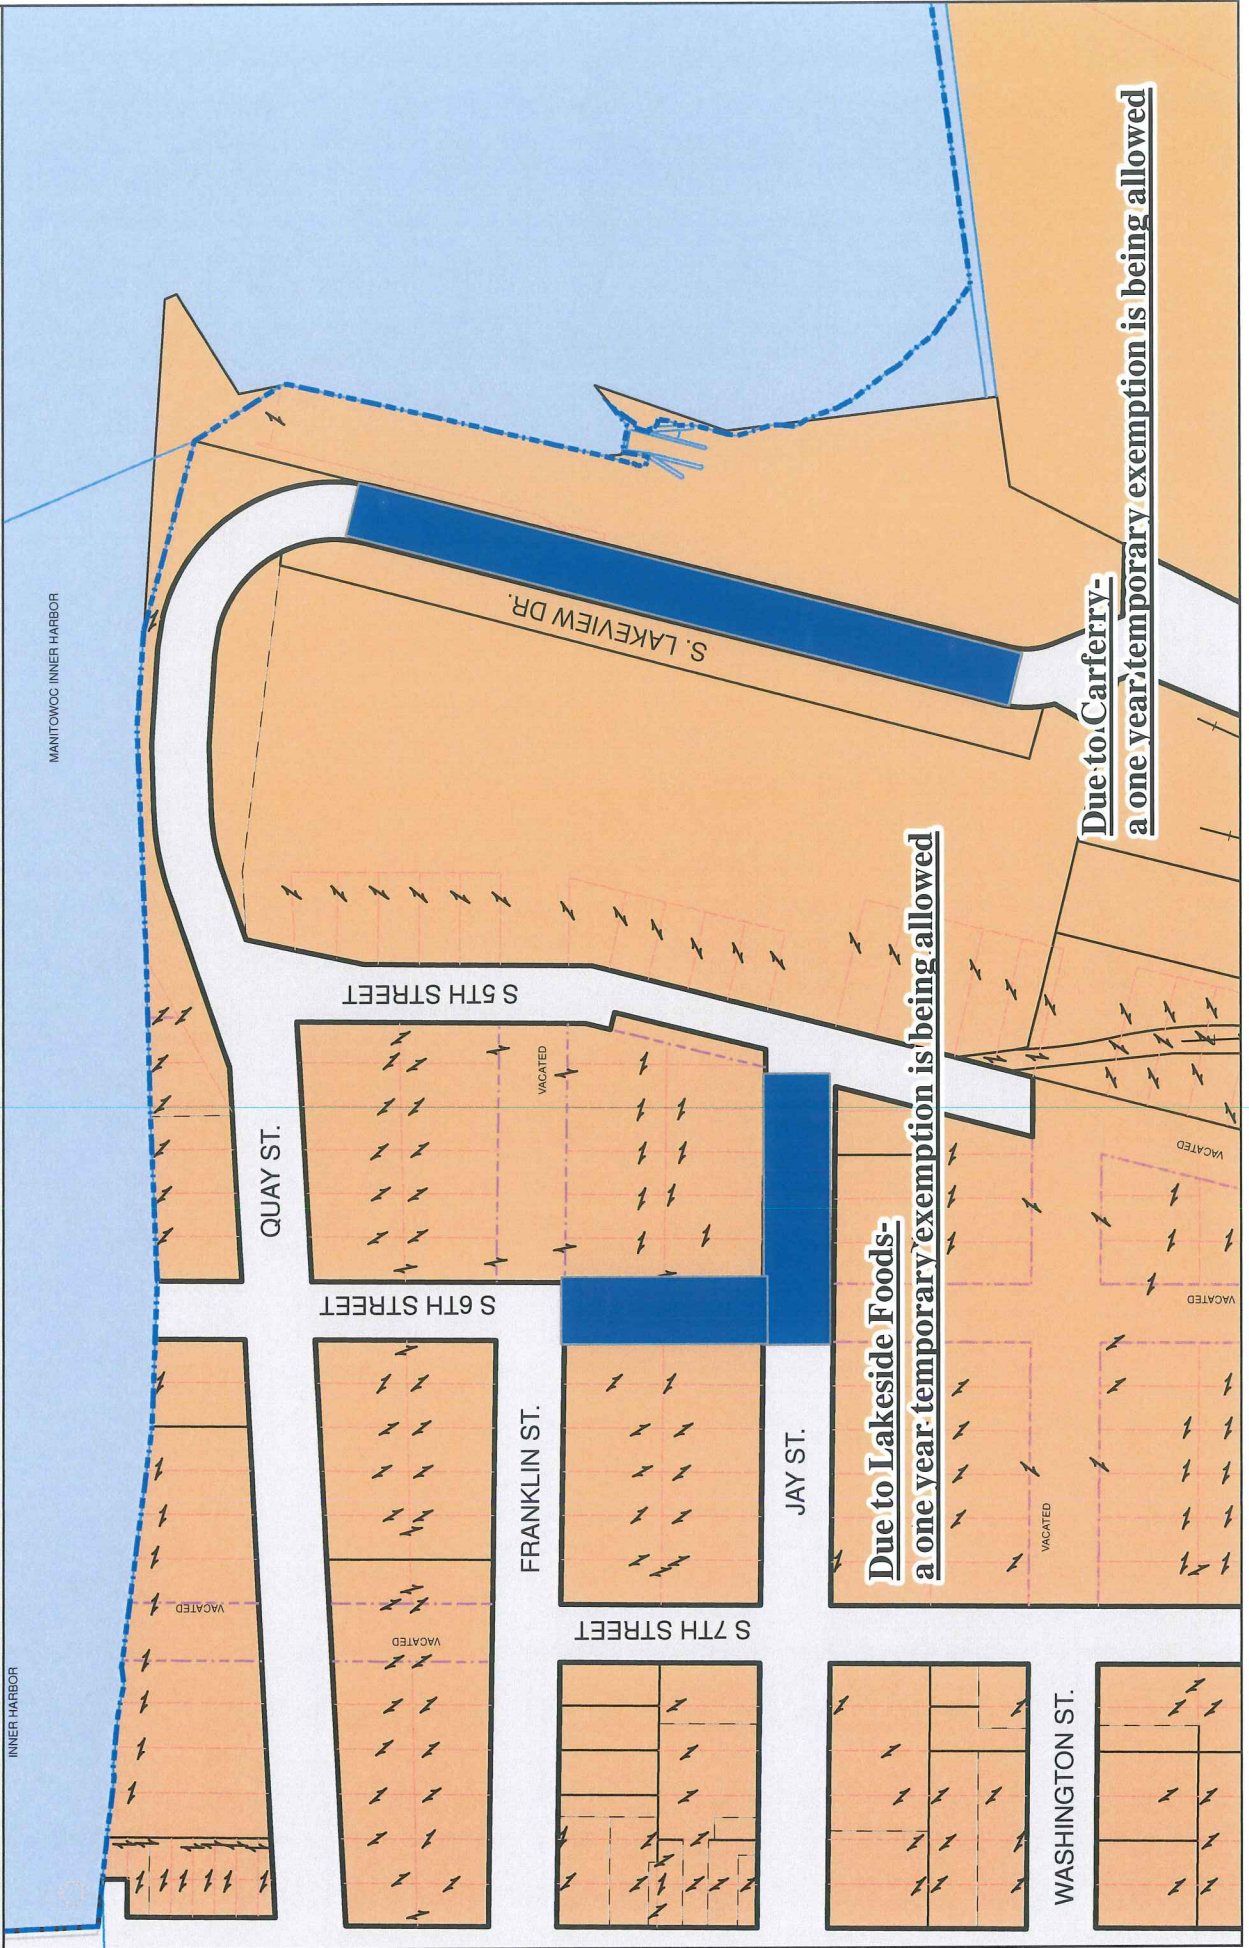 MANITOWOC INNER HARBOR
INNER HARBOR
S. LAKEVIEW DR.
S 5TH STREET
QUAY ST.
VACATED
S 6TH STREET
FRANKLIN ST.
JAY ST.
S 7TH STREET
WASHINGTON ST.
VACATED
VACATED
VACATED
VACATED
VACATED
Due to Lakeside Foods-
a one year temporary exemption is being allowed
Due to Carferry-
a one year temporary exemption is being allowed